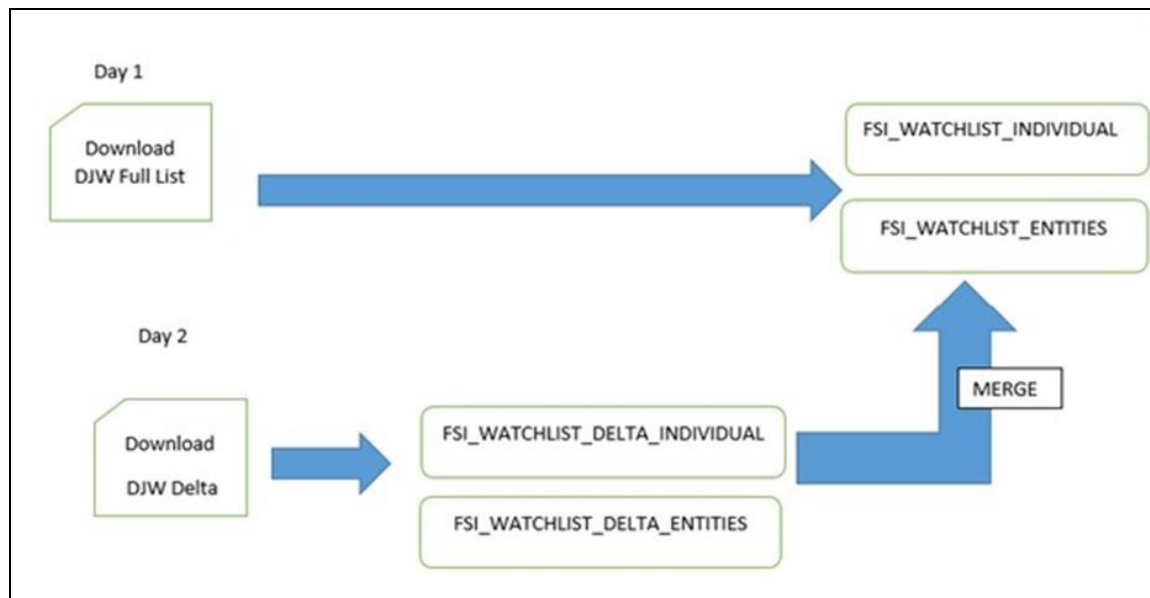 Day 1
Download
DJW Full List
FSI_WATCHLIST_INDIVIDUAL
FSI_WATCHLIST_ENTITIES
Day 2
Download
DJW Delta
FSI_WATCHLIST_DELTA_INDIVIDUAL
FSI_WATCHLIST_DELTA_ENTITIES
MERGE